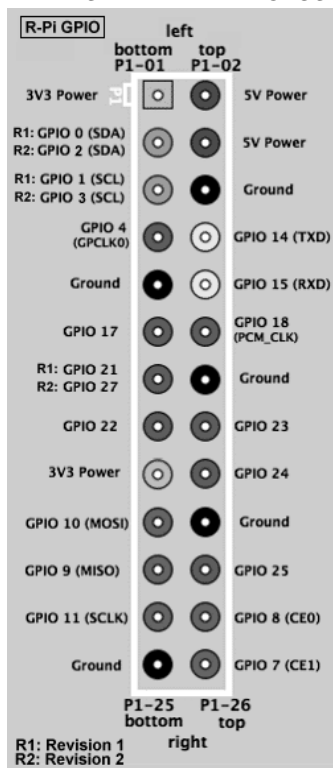 R-Pi GPIO
left
bottom top
P1-01 P1-02
3V3 Power P1 5V Power
R1: GPIO 0 (SDA)
R2: GPIO 2 (SDA) 5V Power
R1: GPIO 1 (SCL)
R2: GPIO 3 (SCL) Ground
GPIO 4
(GPCLK0) GPIO 14 (TXD)
Ground GPIO 15 (RXD)
GPIO 17 GPIO 18
(PCM_CLK)
R1: GPIO 21
R2: GPIO 27 Ground
GPIO 22 GPIO 23
3V3 Power GPIO 24
GPIO 10 (MOSI) Ground
GPIO 9 (MISO) GPIO 25
GPIO 11 (SCLK) GPIO 8 (CE0)
Ground GPIO 7 (CE1)
P1-25 P1-26
bottom top
right
R1: Revision 1
R2: Revision 2